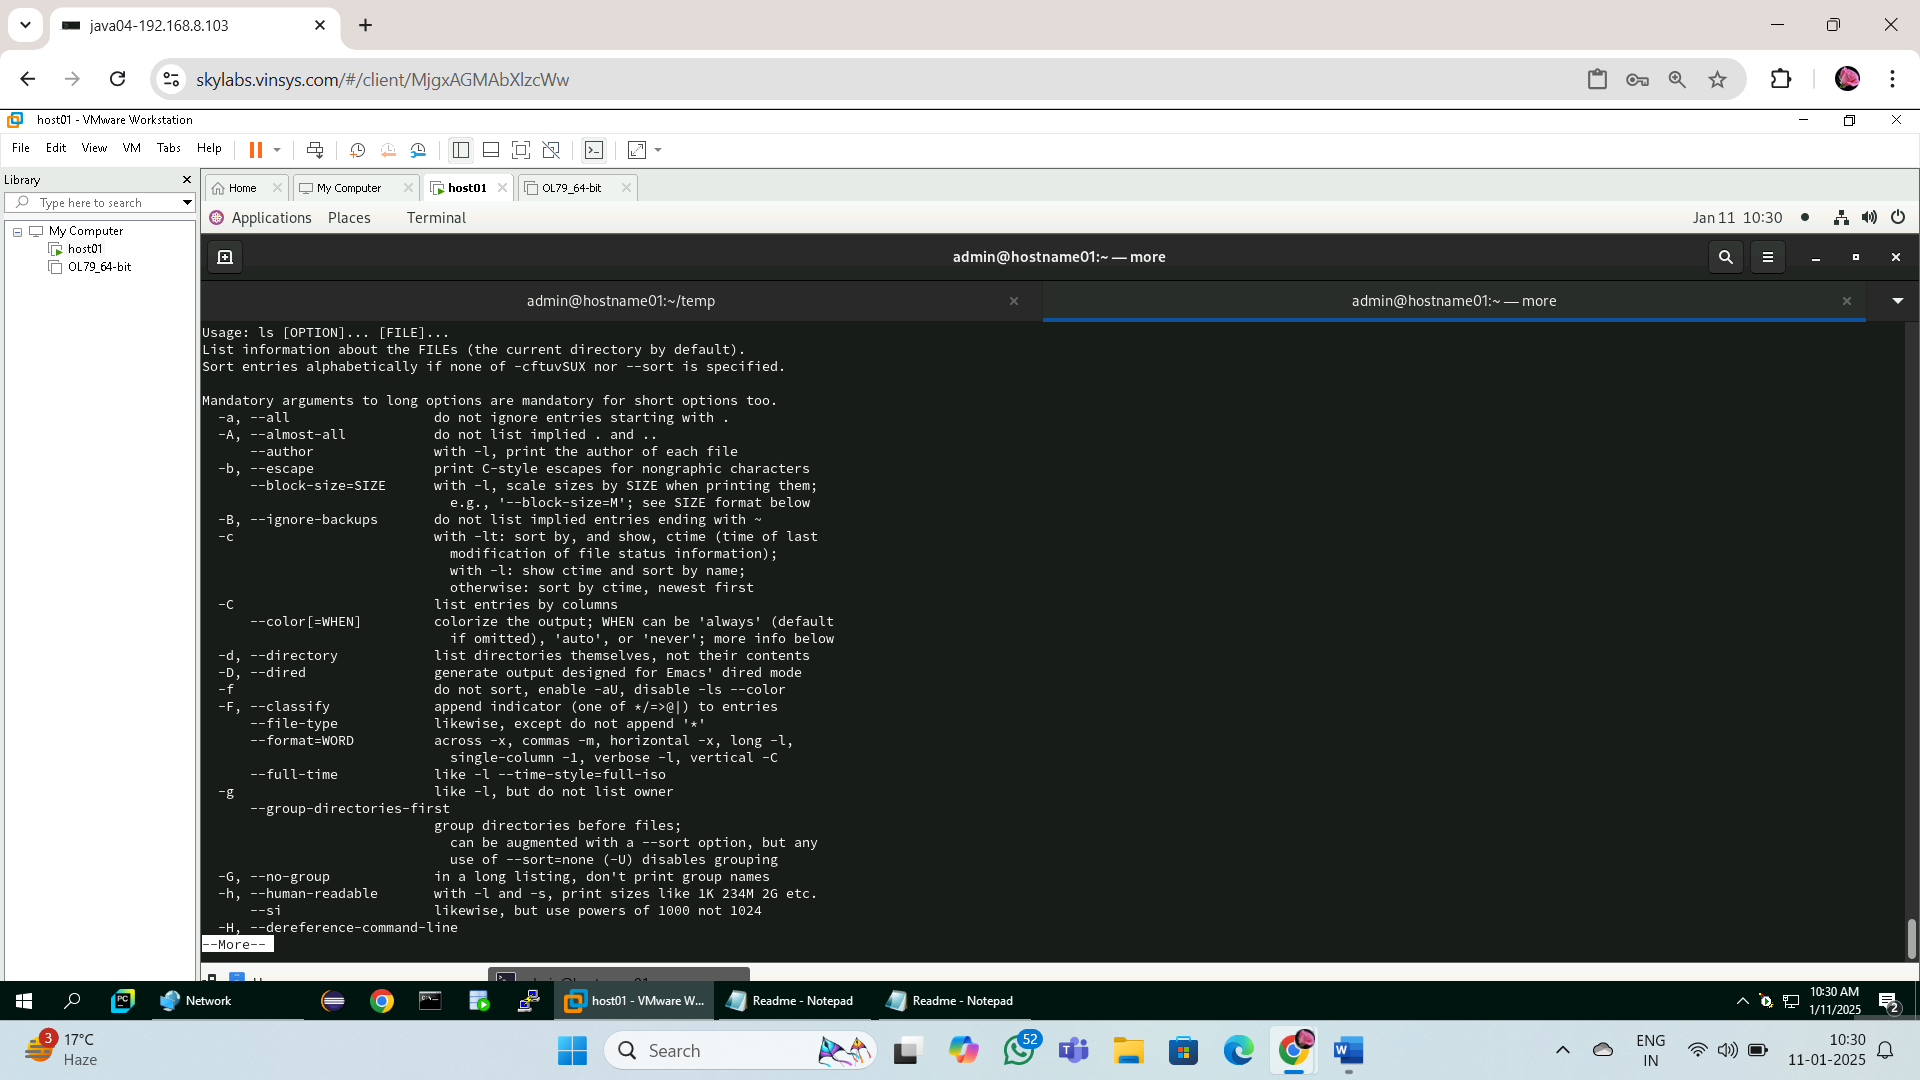 java04-192.168.8.103
skylabs.vinsys.com/#/client/MjgxAGMAbXlzcWw
host01 - VMware Workstation
File Edit View VM Tabs Help
Library
Type here to search
My Computer
host01
OL79_64-bit
Home My Computer host01 OL79_64-bit
Applications Places Terminal Jan 11 10:30
admin@hostname01:~ — more
admin@hostname01:~/temp admin@hostname01:~ — more
Usage: ls [OPTION]... [FILE]...
List information about the FILEs (the current directory by default).
Sort entries alphabetically if none of -cftuvSUX nor --sort is specified.
Mandatory arguments to long options are mandatory for short options too.
-a, --all do not ignore entries starting with .
-A, --almost-all do not list implied . and ..
--author with -l, print the author of each file
-b, --escape print C-style escapes for nongraphic characters
--block-size=SIZE with -l, scale sizes by SIZE when printing them;
e.g., '--block-size=M'; see SIZE format below
-B, --ignore-backups do not list implied entries ending with ~
-c with -lt: sort by, and show, ctime (time of last
modification of file status information);
with -l: show ctime and sort by name;
otherwise: sort by ctime, newest first
-C list entries by columns
--color[=WHEN] colorize the output; WHEN can be 'always' (default
if omitted), 'auto', or 'never'; more info below
-d, --directory list directories themselves, not their contents
-D, --dired generate output designed for Emacs' dired mode
-f do not sort, enable -aU, disable -ls --color
-F, --classify append indicator (one of */=>@|) to entries
--file-type likewise, except do not append '*'
--format=WORD across -x, commas -m, horizontal -x, long -l,
single-column -1, verbose -l, vertical -C
--full-time like -l --time-style=full-iso
-g like -l, but do not list owner
--group-directories-first
group directories before files;
can be augmented with a --sort option, but any
use of --sort=none (-U) disables grouping
-G, --no-group in a long listing, don't print group names
-h, --human-readable with -l and -s, print sizes like 1K 234M 2G etc.
--si likewise, but use powers of 1000 not 1024
-H, --dereference-command-line
--More--
Network host01 - VMware W... Readme - Notepad Readme - Notepad 10:30 AM
1/11/2025 2
3 17°C
Haze
Search
52
ENG
IN
10:30
11-01-2025